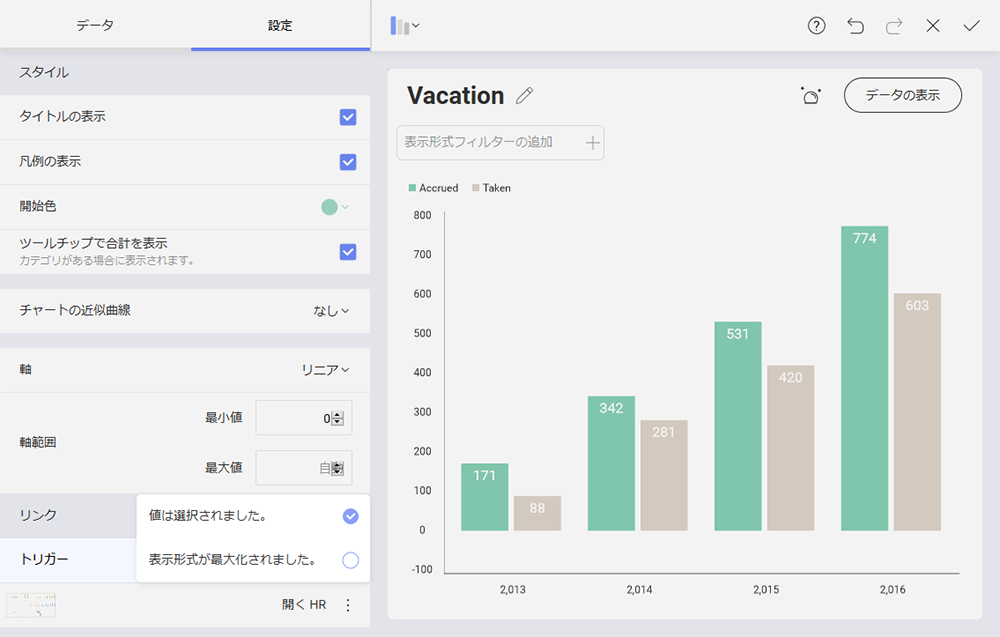 データ
設定
スタイル
タイトルの表示
凡例の表示
開始色
ツールチップで合計を表示
カテゴリがある場合に表示されます。
チャートの近似曲線
なし
軸
リニア
軸範囲
最小値
0
最大値
自
リンク
値は選択されました。
トリガー
表示形式が最大化されました。
開く HR
Vacation
データの表示
表示形式フィルターの追加
Accrued
Taken
800
700
600
500
400
300
200
100
0
-100
171
88
342
281
531
420
774
603
2,013
2,014
2,015
2,016